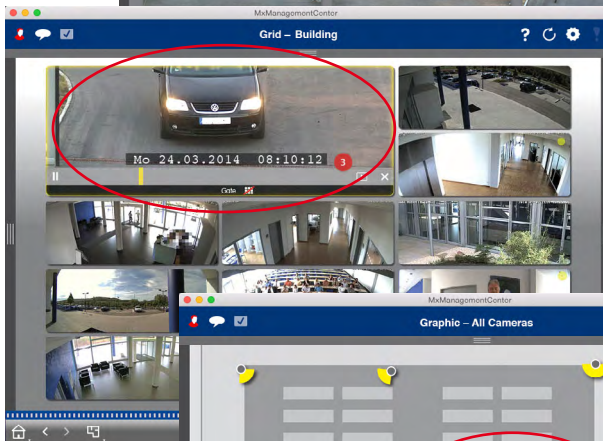 MxManagementCenter
Grid – Building
?
Mo 24.03.2014 08:10:12
3
Gate
MxManagementCenter
Graphic – All Cameras